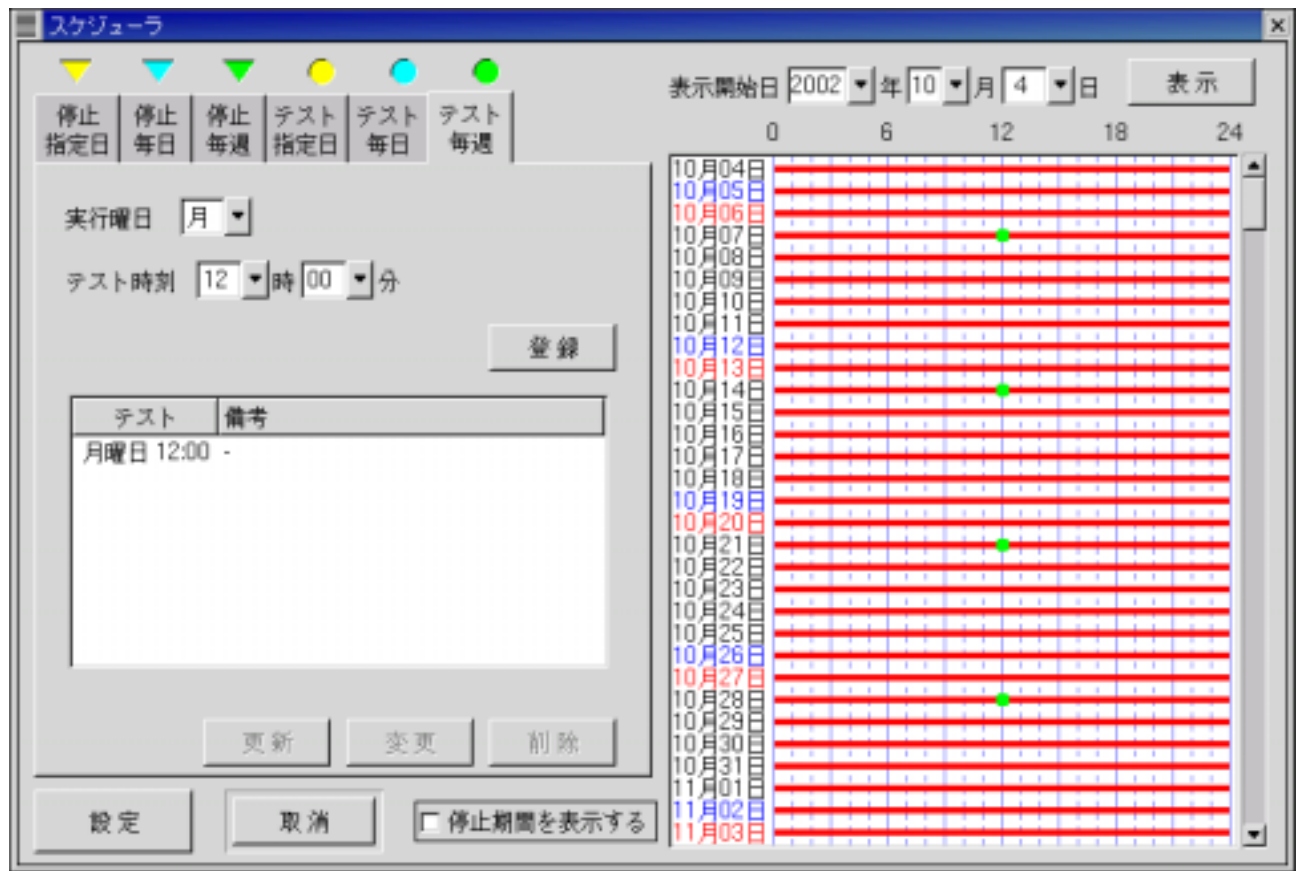 スケジューラ
停止
指定日
停止
毎日
停止
毎週
テスト
指定日
テスト
毎日
テスト
毎週
実行曜日 月
テスト時刻 12 時 00 分
登録
テスト 備考
月曜日 12:00 -
更新 変更 削除
設定 取消 停止期間を表示する
表示開始日 2002 年 10 月 4 日 表示
0 6 12 18 24
10月04日
10月05日
10月06日
10月07日
10月08日
10月09日
10月10日
10月11日
10月12日
10月13日
10月14日
10月15日
10月16日
10月17日
10月18日
10月19日
10月20日
10月21日
10月22日
10月23日
10月24日
10月25日
10月26日
10月27日
10月28日
10月29日
10月30日
10月31日
11月01日
11月02日
11月03日